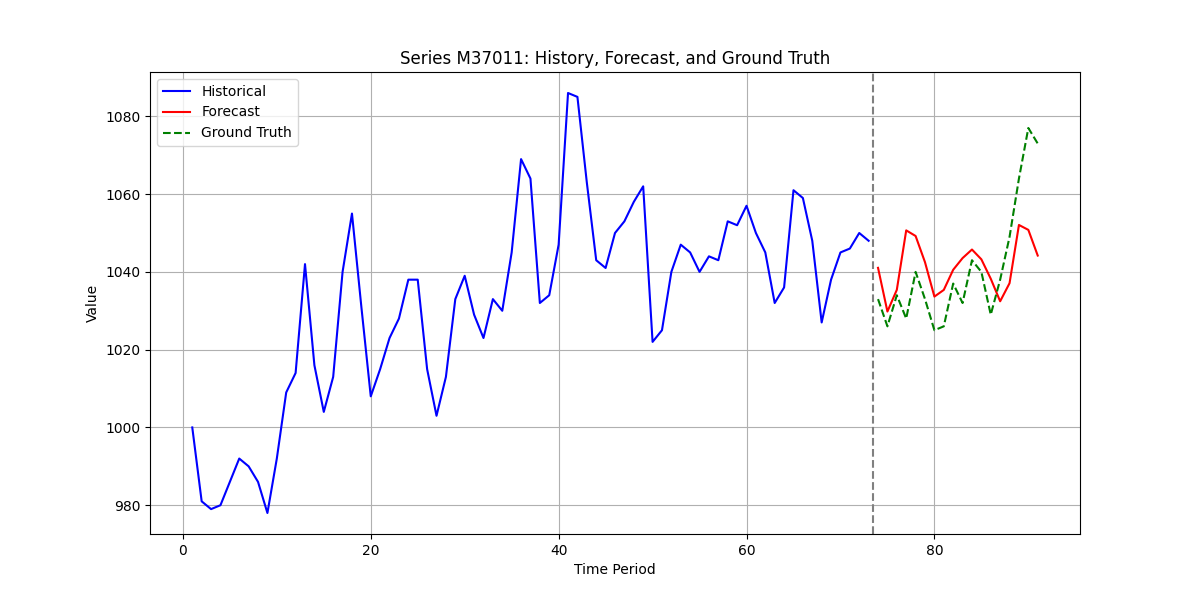 Series M37011: History, Forecast, and Ground Truth
Historical
Forecast
Ground Truth
1080
1060
1040
1020
1000
980
Value
0 20 40 60 80
Time Period